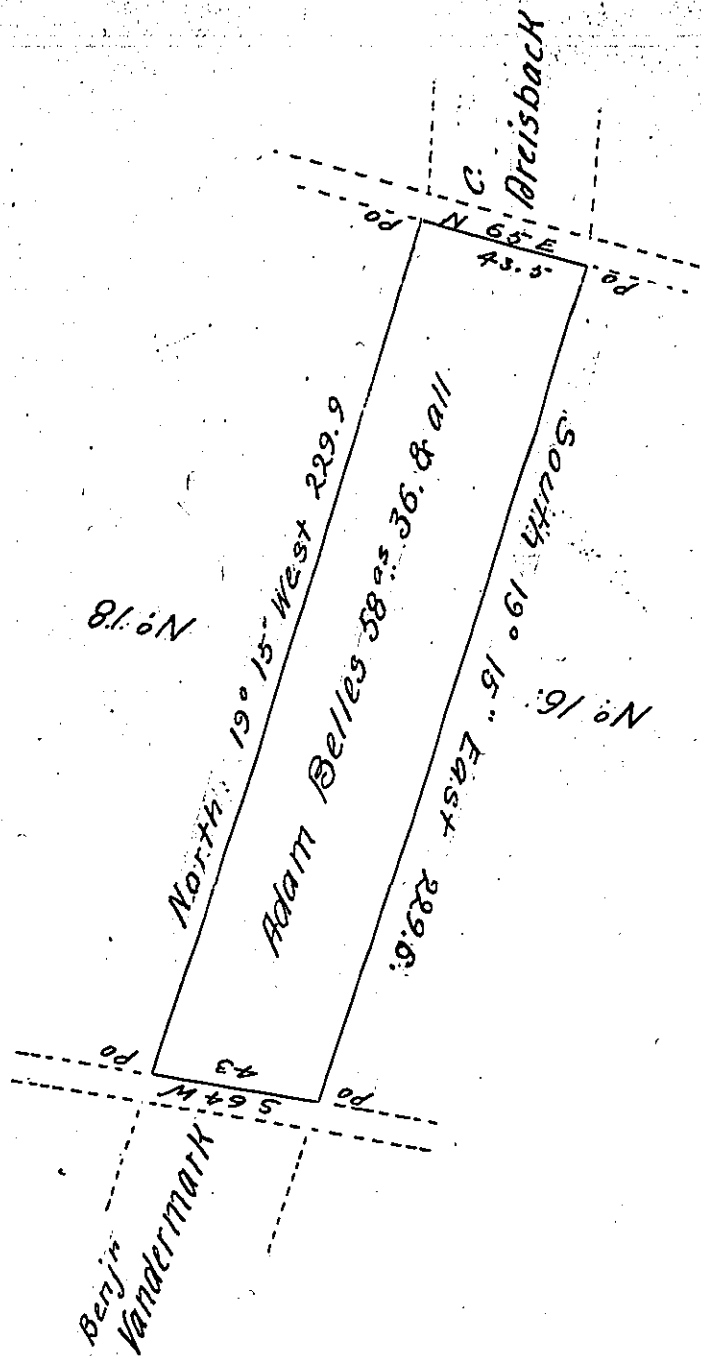 C. Dreisback
Po
N 65 E
43.5
Po
North: 19° 15" West 229.9
Adam Belles 58 as.. 36. & all
South 19° 15" East 229.6.
No: 18
No: 16.
Po
43
S 64 W
Po
Benjn
Vandermark